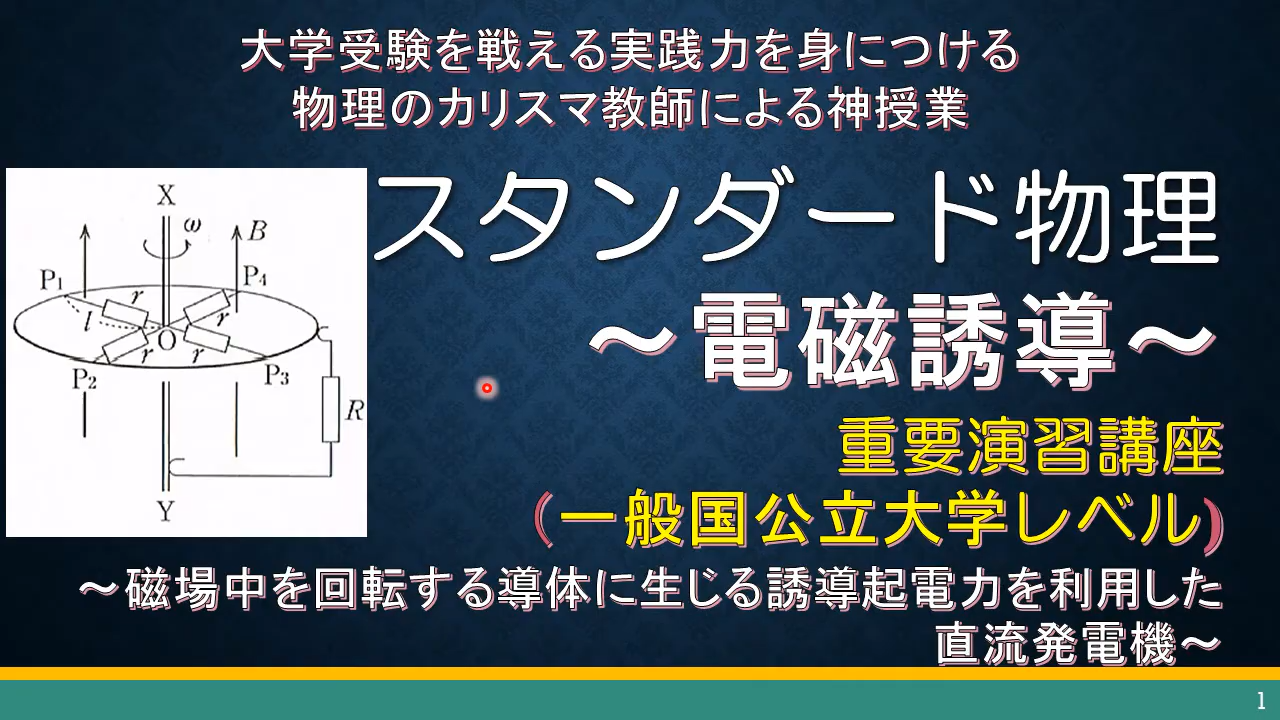 大学受験を戦える実践力を身につける
物理のカリスマ教師による神授業
スタンダード物理
～電磁誘導～
重要演習講座
(一般国公立大学レベル)
～磁場中を回転する導体に生じる誘導起電力を利用した
直流発電機～
X
ω
B
P₁
P₄
r
l
r
O
r
r
P₂
P₃
R
Y
1